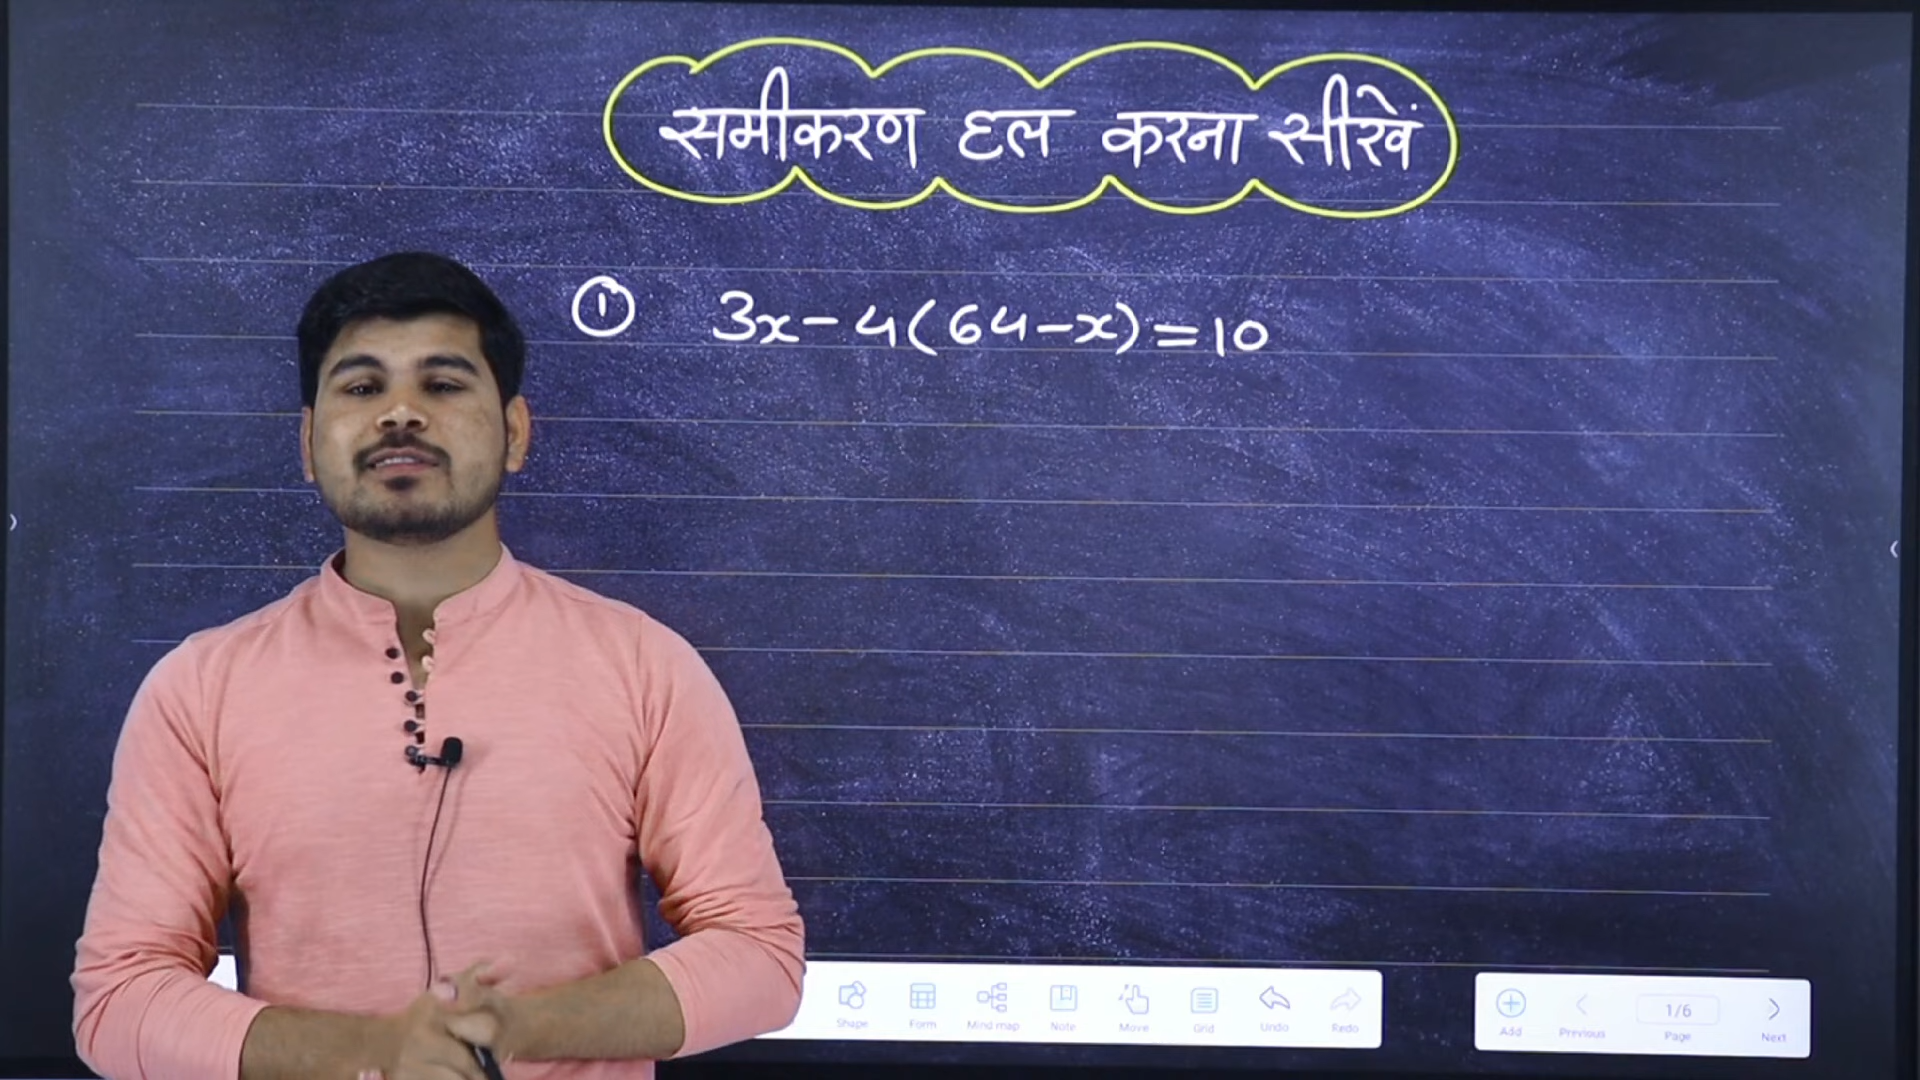 समीकरण हल करना सीखें
① 3x-4(64-x)=10
Shape Form Mind map Note Move Grid Undo Redo
Add Previous 1/6 Page Next